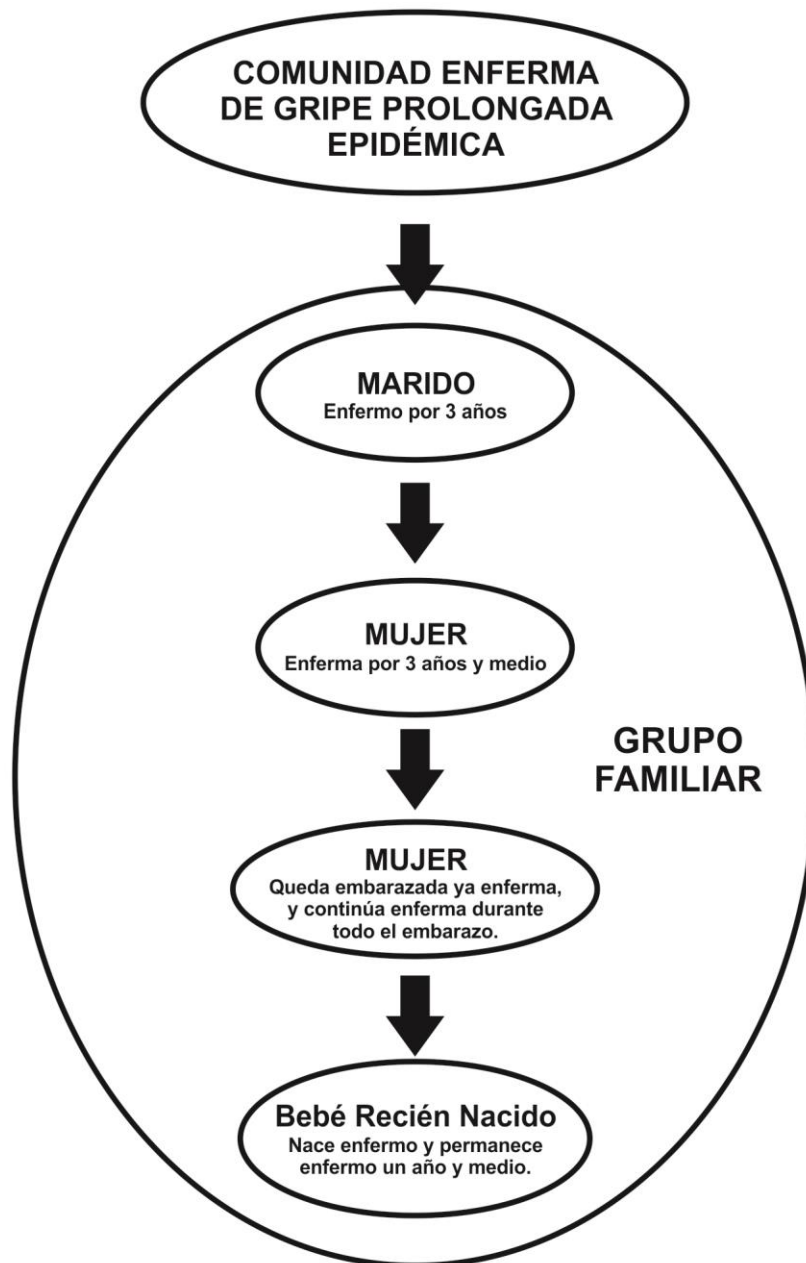 COMUNIDAD ENFERMA
DE GRIPE PROLONGADA
EPIDÉMICA
MARIDO
Enfermo por 3 años
MUJER
Enferma por 3 años y medio
GRUPO
FAMILIAR
MUJER
Queda embarazada ya enferma,
y continúa enferma durante
todo el embarazo.
Bebé Recién Nacido
Nace enfermo y permanece
enfermo un año y medio.